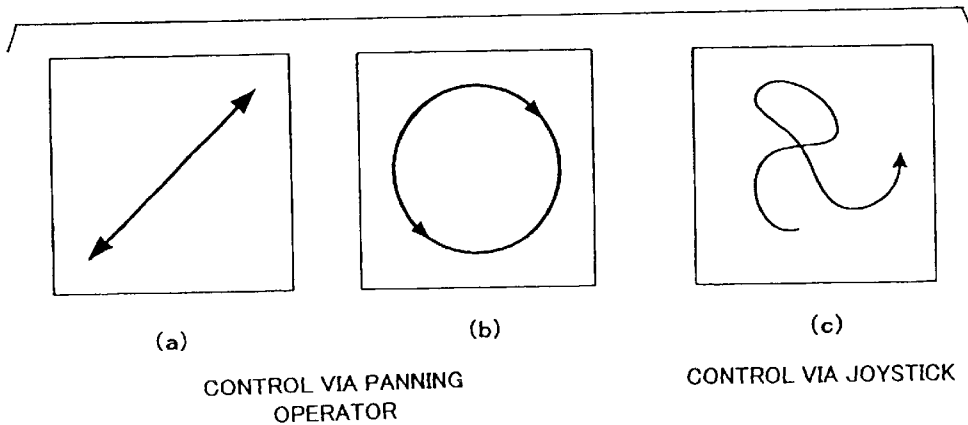 (a)
(b)
(c)
CONTROL VIA PANNING
OPERATOR
CONTROL VIA JOYSTICK